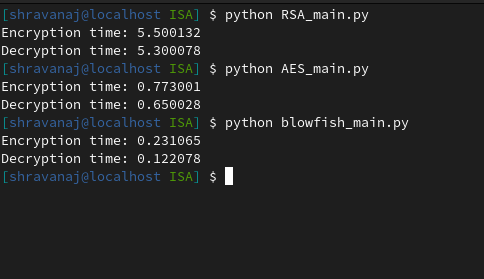 [shravanaj@localhost ISA] $ python RSA_main.py
Encryption time: 5.500132
Decryption time: 5.300078
[shravanaj@localhost ISA] $ python AES_main.py
Encryption time: 0.773001
Decryption time: 0.650028
[shravanaj@localhost ISA] $ python blowfish_main.py
Encryption time: 0.231065
Decryption time: 0.122078
[shravanaj@localhost ISA] $